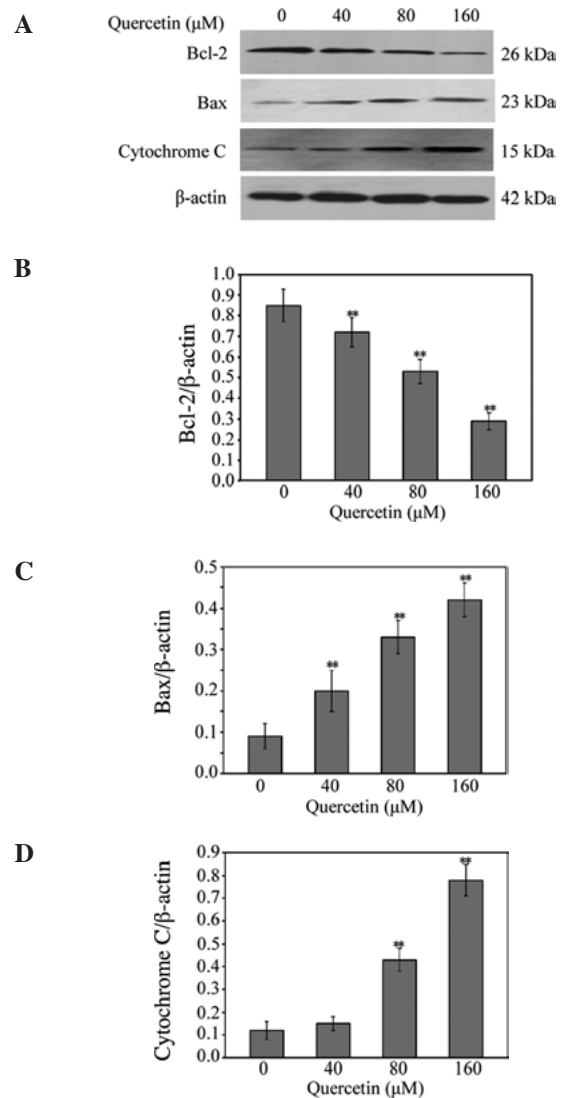 A
Quercetin (μM) 0 40 80 160
Bcl-2 26 kDa
Bax 23 kDa
Cytochrome C 15 kDa
β-actin 42 kDa
B
Bcl-2/β-actin
1.0
0.9
0.8
0.7
0.6
0.5
0.4
0.3
0.2
0.1
0.0
** ** **
0 40 80 160
Quercetin (μM)
C
Bax/β-actin
0.5
0.4
0.3
0.2
0.1
0.0
** ** **
0 40 80 160
Quercetin (μM)
D
Cytochrome C/β-actin
0.9
0.8
0.7
0.6
0.5
0.4
0.3
0.2
0.1
0.0
** **
0 40 80 160
Quercetin (μM)